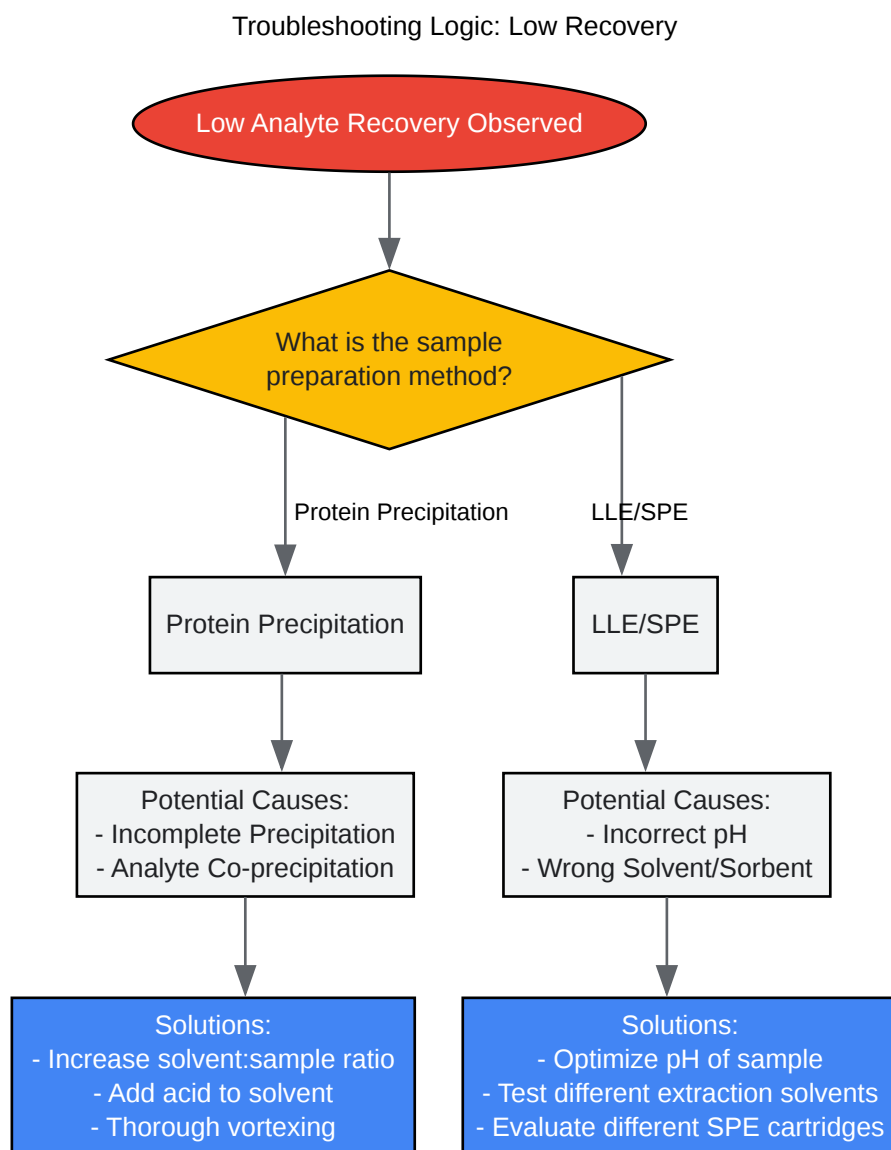 Troubleshooting Logic: Low Recovery
Low Analyte Recovery Observed
What is the sample
preparation method?
Protein Precipitation
LLE/SPE
Protein Precipitation
LLE/SPE
Potential Causes:
- Incomplete Precipitation
- Analyte Co-precipitation
Potential Causes:
- Incorrect pH
- Wrong Solvent/Sorbent
Solutions:
- Increase solvent:sample ratio
- Add acid to solvent
- Thorough vortexing
Solutions:
- Optimize pH of sample
- Test different extraction solvents
- Evaluate different SPE cartridges